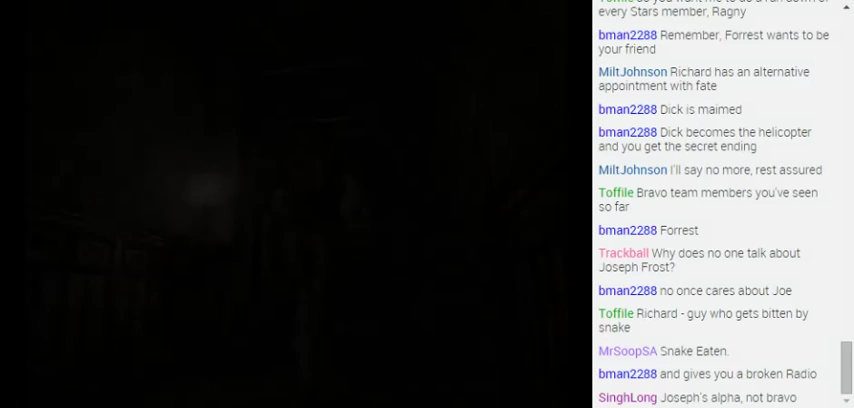 every Stars member, Ragny
bman2288 Remember, Forrest wants to be
your friend
MiltJohnson Richard has an alternative
appointment with fate
bman2288 Dick is maimed
bman2288 Dick becomes the helicopter
and you get the secret ending
MiltJohnson I'll say no more, rest assured
Toffile Bravo team members you've seen
so far
bman2288 Forrest
Trackball Why does no one talk about
Joseph Frost?
bman2288 no once cares about Joe
Toffile Richard - guy who gets bitten by
snake
MrSoopSA Snake Eaten.
bman2288 and gives you a broken Radio
SinghLong Joseph's alpha, not bravo